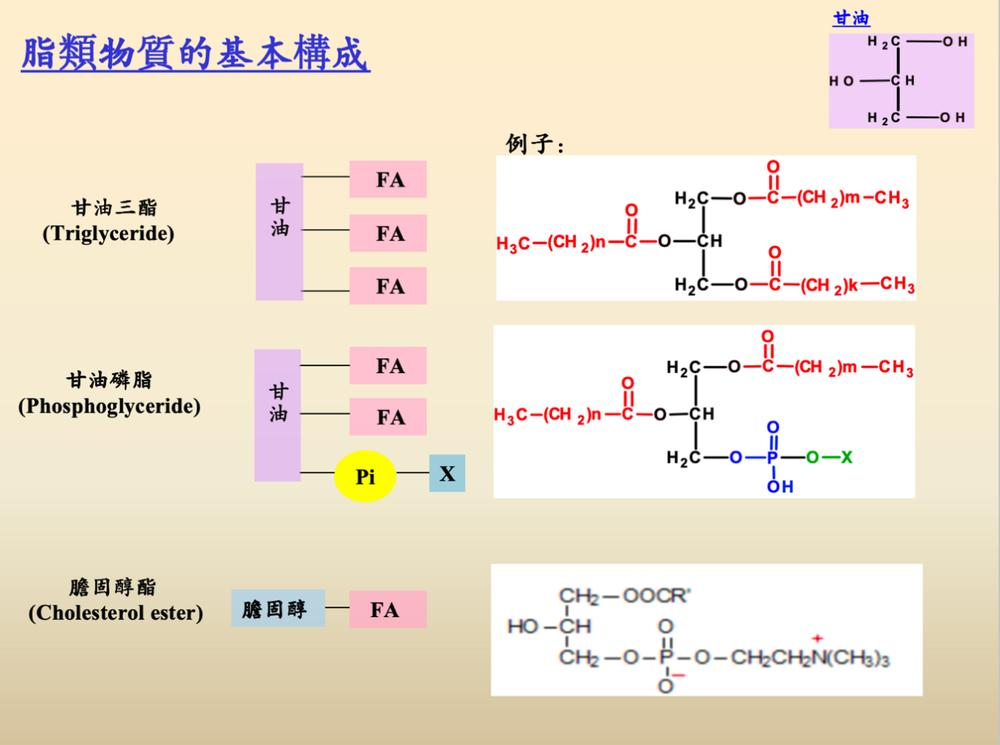 脂類物質的基本構成
甘油
H2C—OH
HO—CH
H2C—OH
例子：
甘油三酯
(Triglyceride)
甘油
FA
FA
FA
O
H2C—O—C—(CH2)m—CH3
O
H3C—(CH2)n—C—O—CH
O
H2C—O—C—(CH2)k—CH3
甘油磷脂
(Phosphoglyceride)
甘油
FA
FA
Pi
X
O
H2C—O—C—(CH2)m—CH3
O
H3C—(CH2)n—C—O—CH
O
H2C—O—P—O—X
OH
膽固醇酯
(Cholesterol ester)
膽固醇
FA
CH2—OOCR'
HO—CH O
+
CH2—O—P—O—CH2CH2N(CH3)3
O−